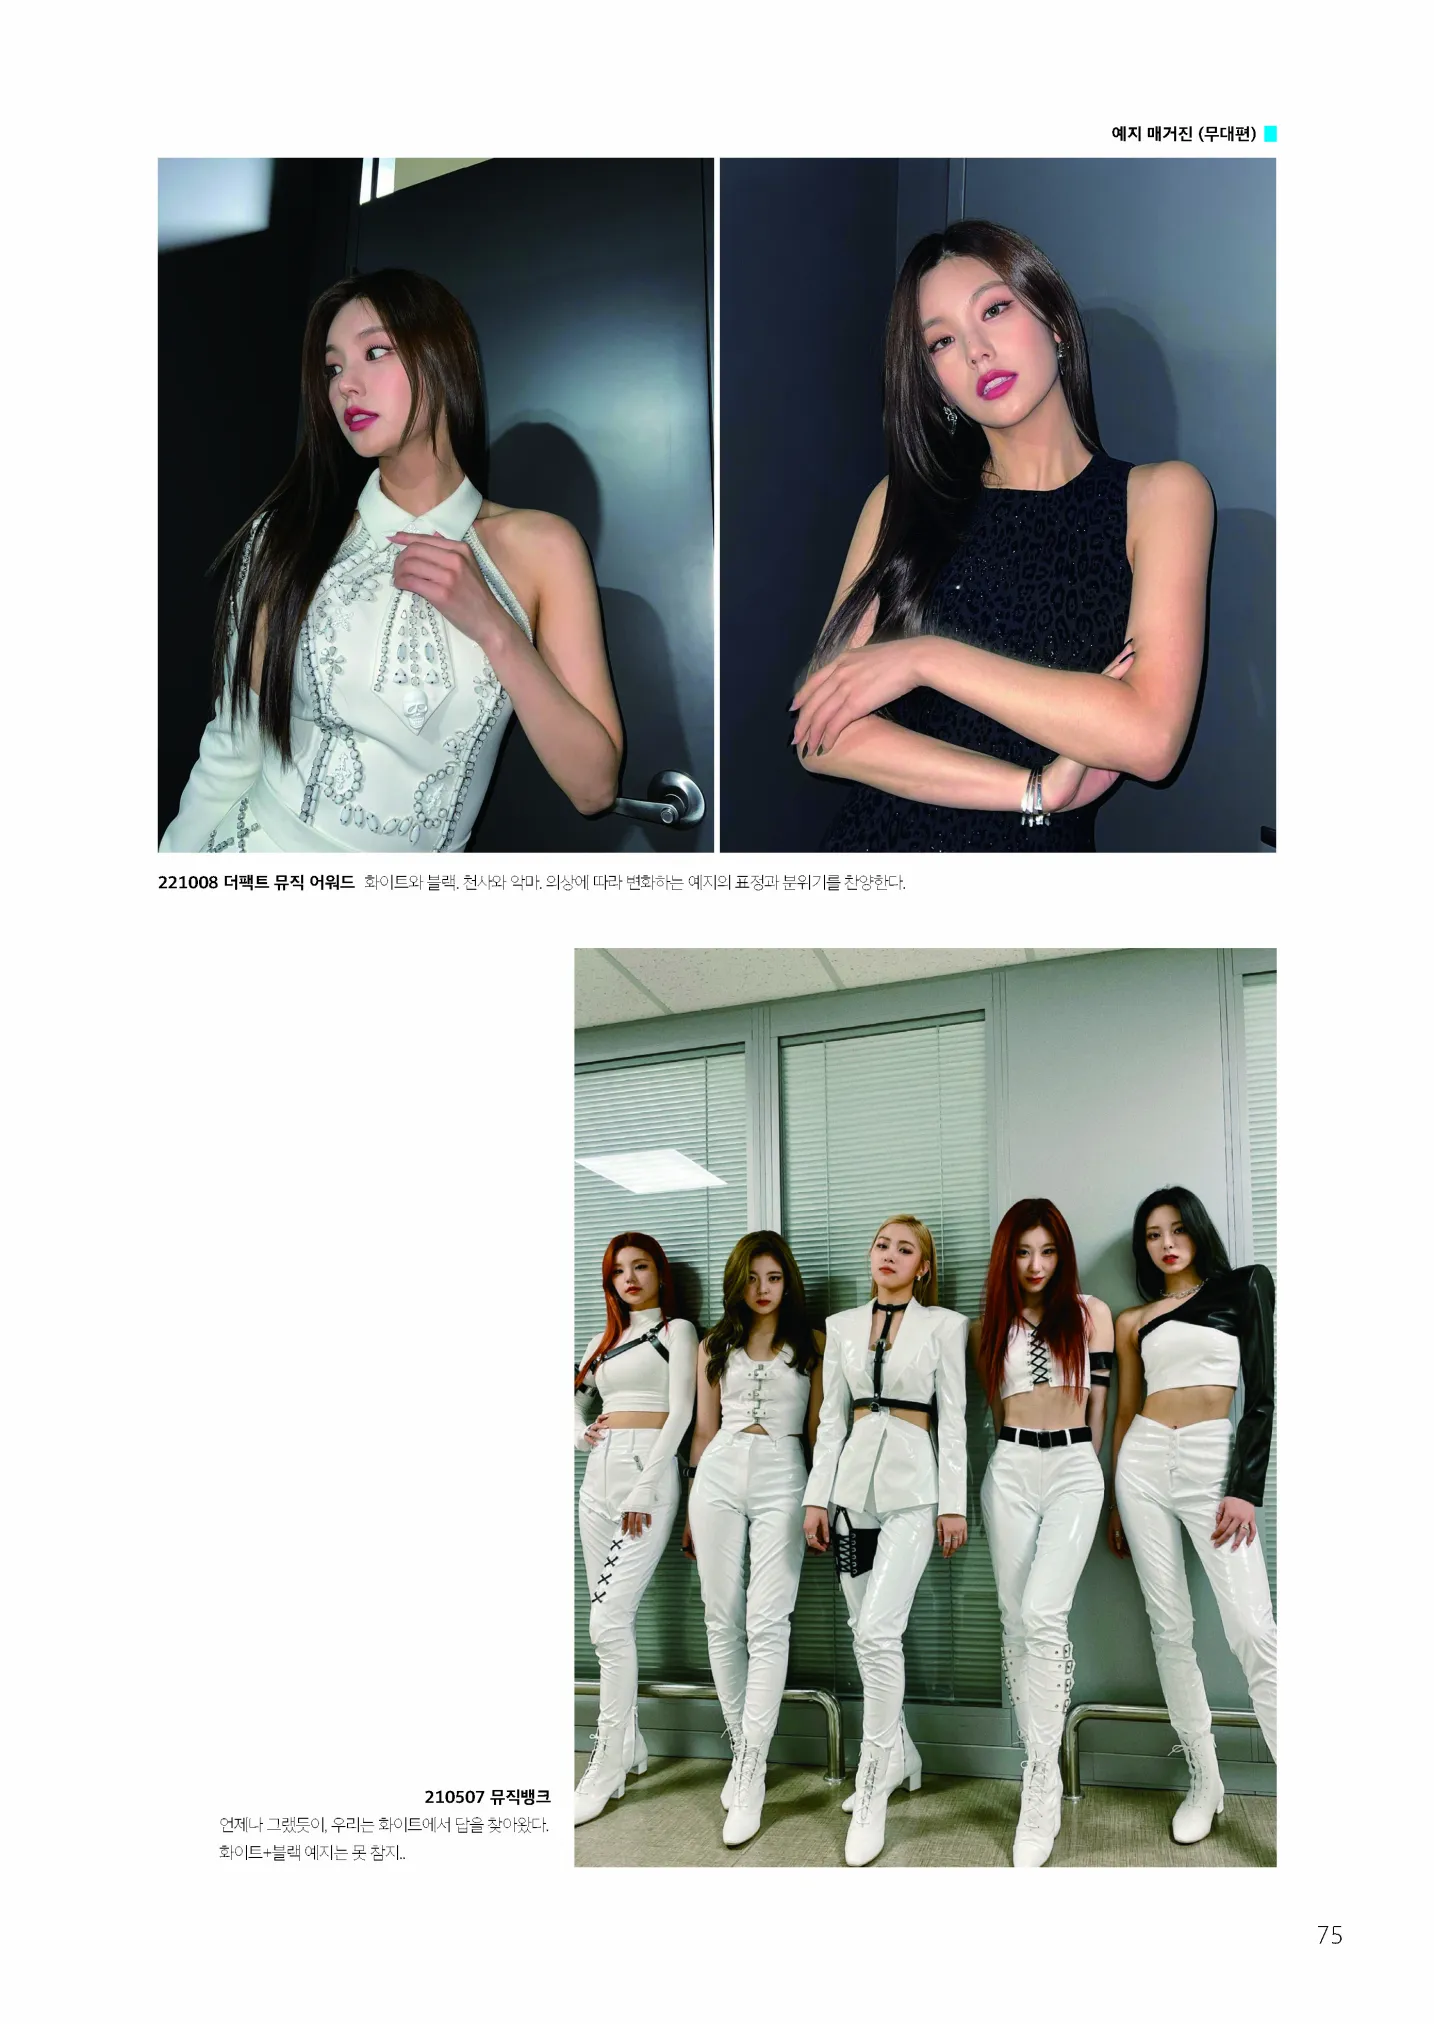 예지 매거진 (무대편)
221008 더팩트 뮤직 어워드 화이트와 블랙. 천사와 악마. 의상에 따라 변화하는 예지의 표정과 분위기를 찬양한다.
210507 뮤직뱅크
언제나 그랬듯이, 우리는 화이트에서 답을 찾아왔다.
화이트+블랙 예지는 못 참지..
75